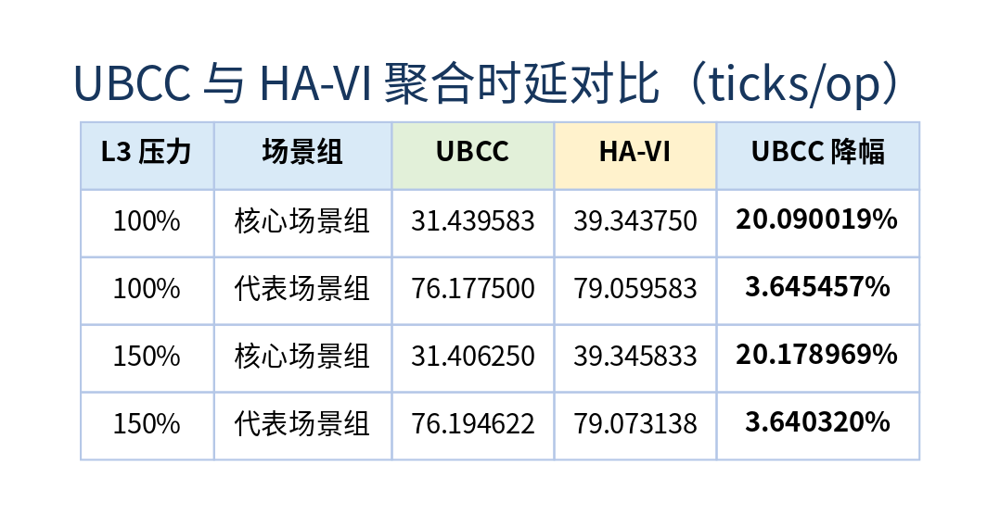 UBCC 与 HA-VI 聚合时延对比（ticks/op）
L3 压力 场景组 UBCC HA-VI UBCC 降幅
100% 核心场景组 31.439583 39.343750 20.090019%
100% 代表场景组 76.177500 79.059583 3.645457%
150% 核心场景组 31.406250 39.345833 20.178969%
150% 代表场景组 76.194622 79.073138 3.640320%